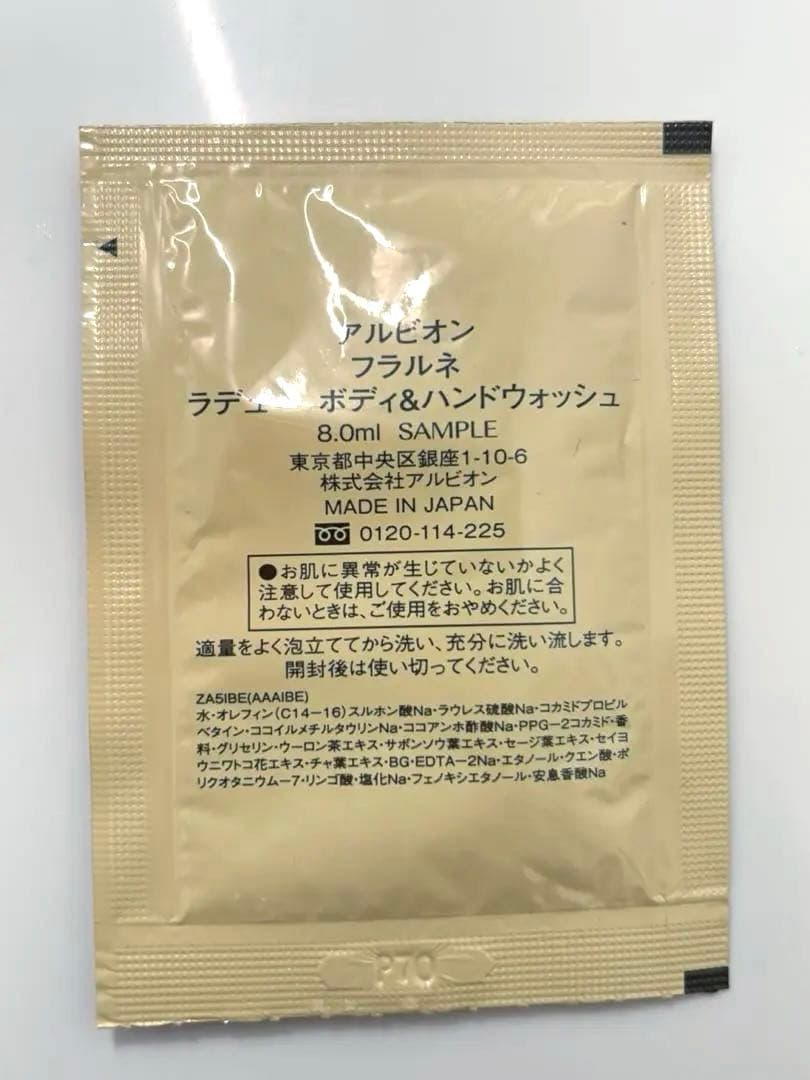 アルビオン
フラルネ
ラデュ ボディ&ハンドウォッシュ
8.0ml SAMPLE
東京都中央区銀座1-10-6
株式会社アルビオン
MADE IN JAPAN
0120-114-225
●お肌に異常が生じていないかよく
注意して使用してください。お肌に合
わないときは、ご使用をおやめください。
適量をよく泡立ててから洗い、充分に洗い流します。
開封後は使い切ってください。
ZA5IBE(AAAIBE)
水・オレフィン(C14-16)スルホン酸Na・ラウレス硫酸Na・コカミドプロピル
ベタイン・ココイルメチルタウリンNa・ココアンホ酢酸Na・PPG-2コカミド・香
料・グリセリン・ウーロン茶エキス・サボンソウ葉エキス・セージ葉エキス・セイヨ
ウニワトコ花エキス・チャ葉エキス・BG・EDTA-2Na・エタノール・クエン酸・ポ
リクオタニウム-7・リンゴ酸・塩化Na・フェノキシエタノール・安息香酸Na
P70